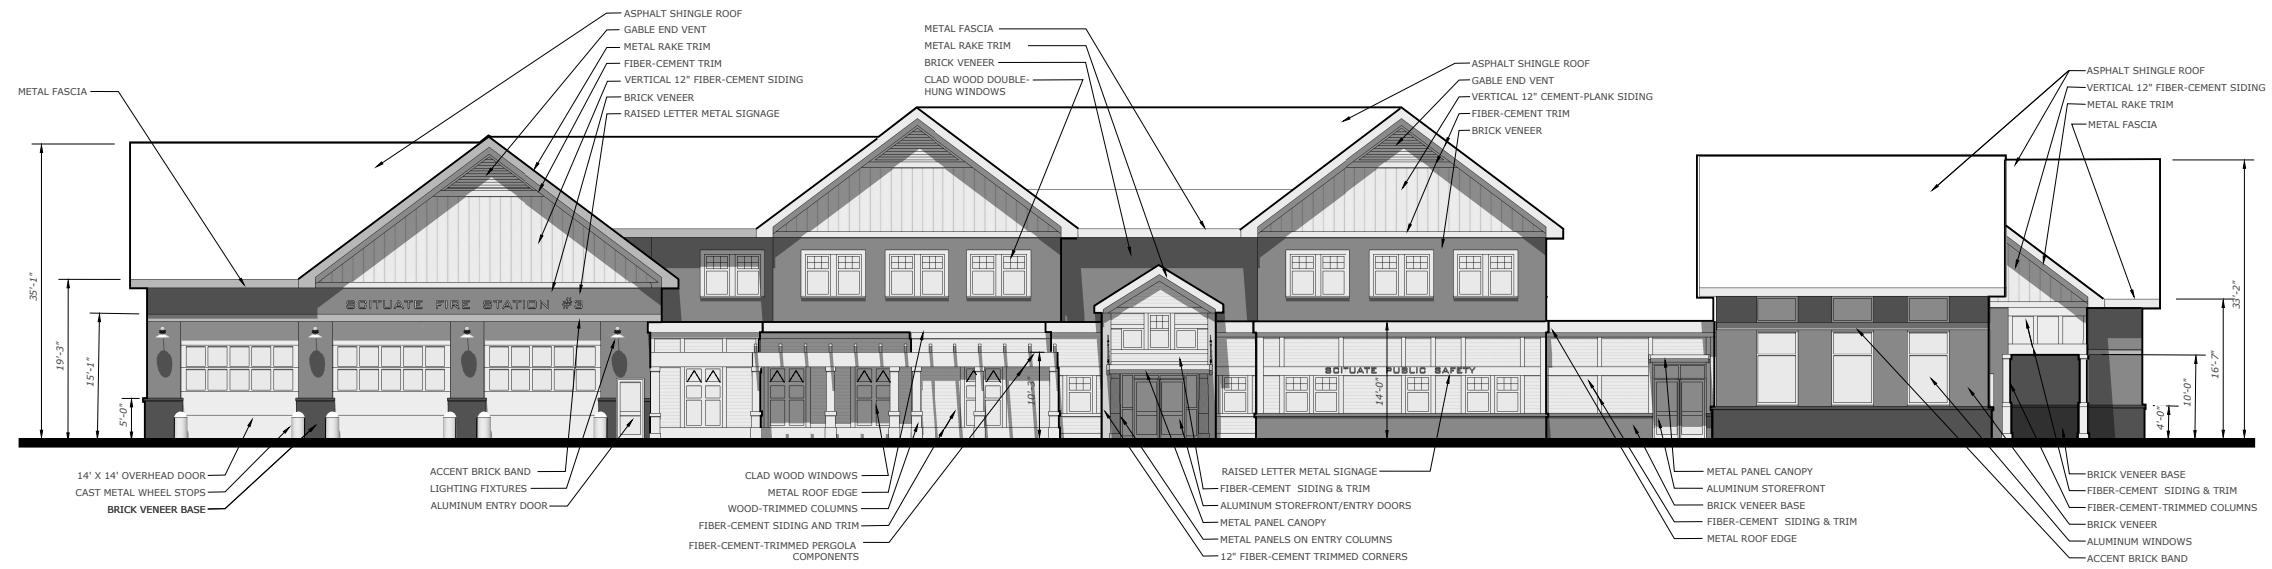 ASPHALT SHINGLE ROOF
GABLE END VENT
METAL RAKE TRIM
FIBER-CEMENT TRIM
VERTICAL 12" FIBER-CEMENT SIDING
BRICK VENEER
RAISED LETTER METAL SIGNAGE
METAL FASCIA
METAL FASCIA
METAL RAKE TRIM
BRICK VENEER
CLAD WOOD DOUBLE-
HUNG WINDOWS
ASPHALT SHINGLE ROOF
GABLE END VENT
VERTICAL 12" CEMENT-PLANK SIDING
FIBER-CEMENT TRIM
BRICK VENEER
ASPHALT SHINGLE ROOF
VERTICAL 12" FIBER-CEMENT SIDING
METAL RAKE TRIM
METAL FASCIA
35'-1"
19'-3"
15'-1"
5'-0"
SCITUATE FIRE STATION #3
10'-3"
SCITUATE PUBLIC SAFETY
14'-0"
4'-0"
10'-0"
16'-7"
33'-2"
14' X 14' OVERHEAD DOOR
CAST METAL WHEEL STOPS
BRICK VENEER BASE
ACCENT BRICK BAND
LIGHTING FIXTURES
ALUMINUM ENTRY DOOR
CLAD WOOD WINDOWS
METAL ROOF EDGE
WOOD-TRIMMED COLUMNS
FIBER-CEMENT SIDING AND TRIM
FIBER-CEMENT-TRIMMED PERGOLA
COMPONENTS
RAISED LETTER METAL SIGNAGE
FIBER-CEMENT SIDING & TRIM
ALUMINUM STOREFRONT/ENTRY DOORS
METAL PANEL CANOPY
METAL PANELS ON ENTRY COLUMNS
12" FIBER-CEMENT TRIMMED CORNERS
METAL PANEL CANOPY
ALUMINUM STOREFRONT
BRICK VENEER BASE
FIBER-CEMENT SIDING & TRIM
METAL ROOF EDGE
BRICK VENEER BASE
FIBER-CEMENT SIDING & TRIM
FIBER-CEMENT-TRIMMED COLUMNS
BRICK VENEER
ALUMINUM WINDOWS
ACCENT BRICK BAND